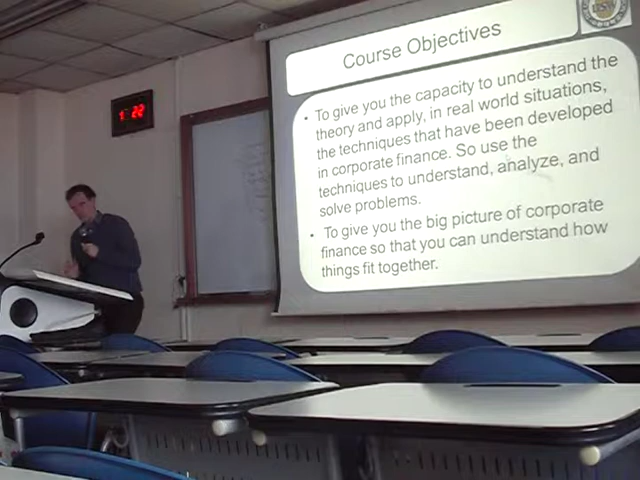 Course Objectives
• To give you the capacity to understand the
theory and apply, in real world situations,
the techniques that have been developed
in corporate finance. So use the
techniques to understand, analyze, and
solve problems.
• To give you the big picture of corporate
finance so that you can understand how
things fit together.
1 22